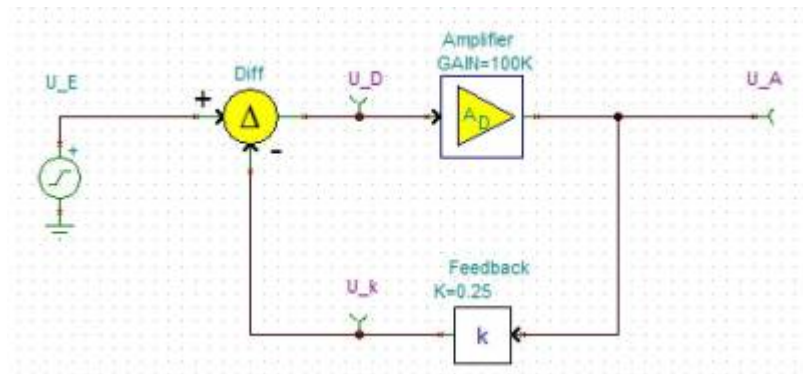 Amplifier
GAIN=100K
U_E
Diff
U_D
U_A
+
Δ
-
A_D
+
Feedback
K=0.25
U_k
k